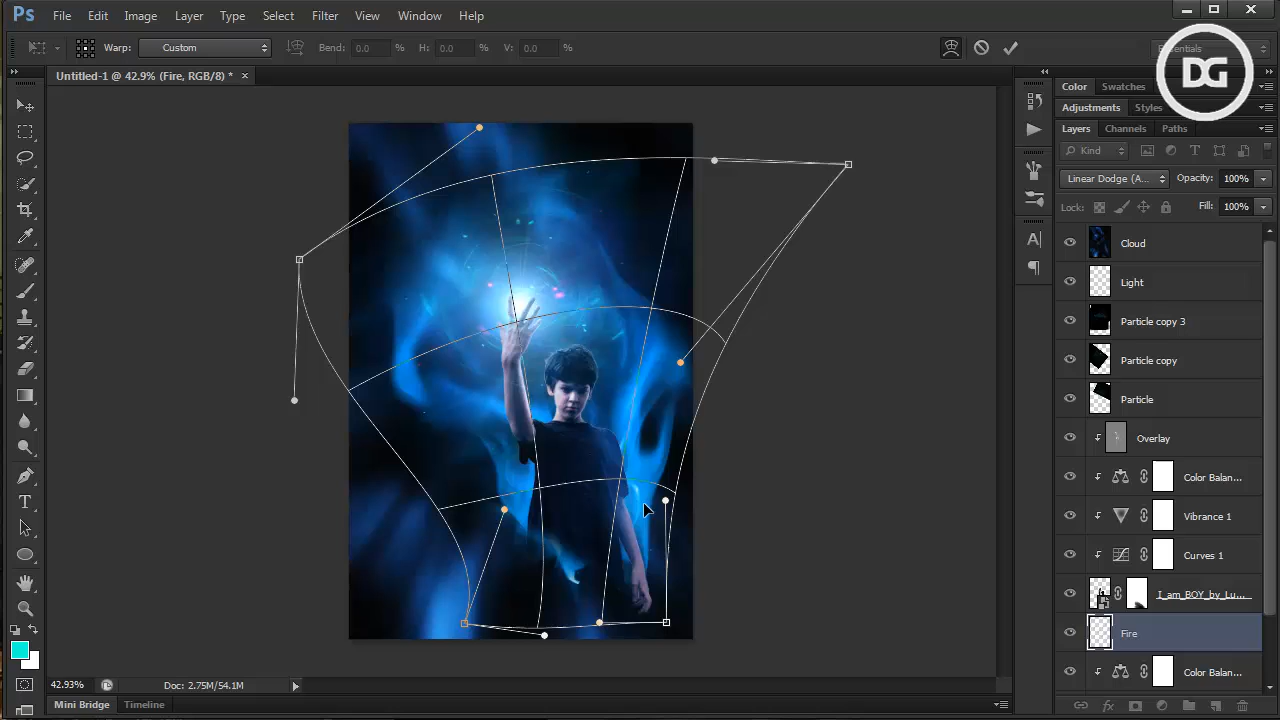 Ps File Edit Image Layer Type Select Filter View Window Help
Warp: Custom Bend: 0.0 % H: 0.0 % V: 0.0 % Essentials
DG
Untitled-1 @ 42.9% (Fire, RGB/8) * ×
Color Swatches
Adjustments Styles
Layers Channels Paths
Kind
Linear Dodge (A... Opacity: 100%
Lock: Fill: 100%
Cloud
Light
Particle copy 3
Particle copy
Particle
Overlay
Color Balan...
Vibrance 1
Curves 1
I_am_BOY_by_Lu...
Fire
Color Balan...
42.93% Doc: 2.75M/54.1M
Mini Bridge Timeline